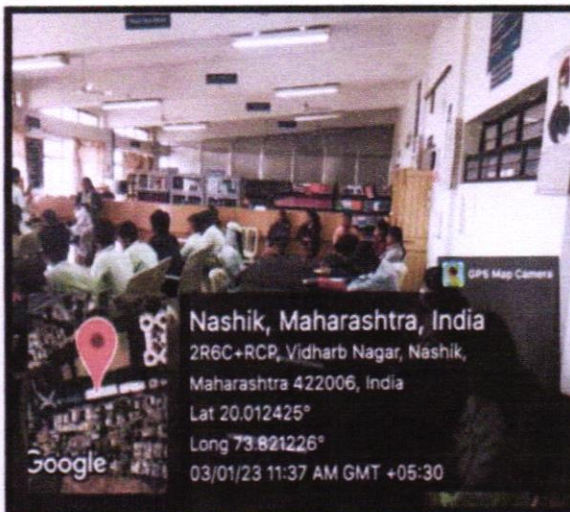 GPS Map Camera
Nashik, Maharashtra, India
2R6C+RCP, Vidharb Nagar, Nashik,
Maharashtra 422006, India
Lat 20.012425°
Long 73.821226°
03/01/23 11:37 AM GMT +05:30
Google